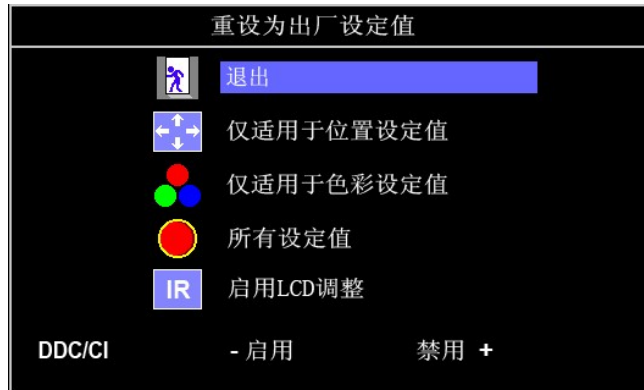 重设为出厂设定值
退出
仅适用于位置设定值
仅适用于色彩设定值
所有设定值
IR 启用LCD调整
DDC/CI - 启用 禁用 +